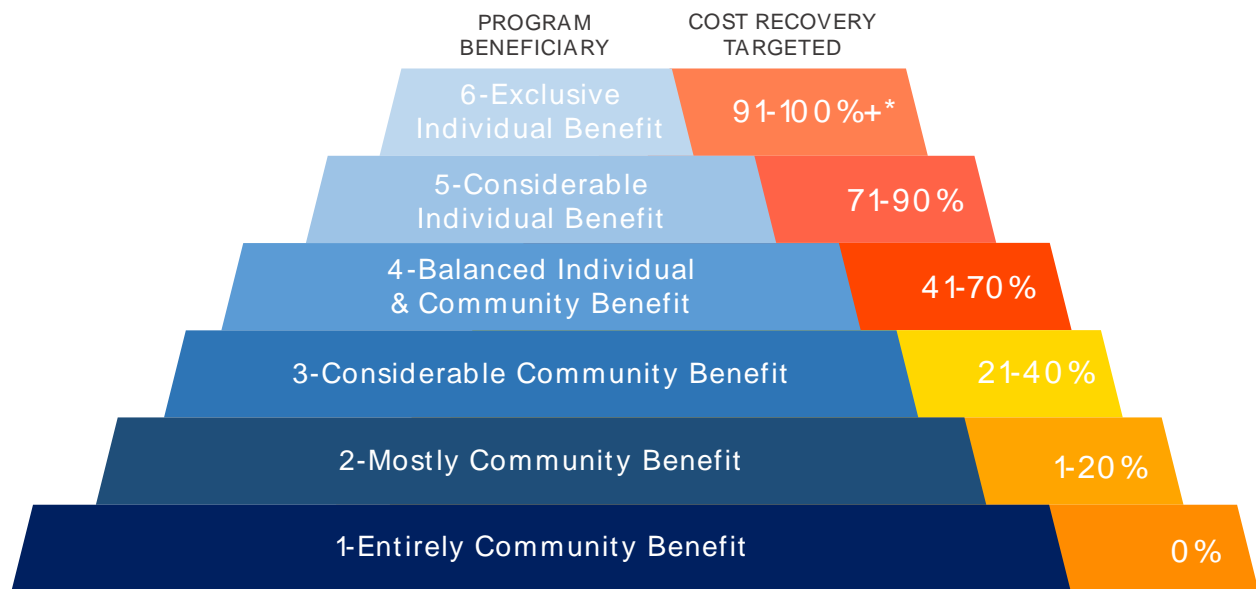 PROGRAM
BENEFICIARY
COST RECOVERY
TARGETED
6-Exclusive
Individual Benefit
91-100%+*
5-Considerable
Individual Benefit
71-90%
4-Balanced Individual
& Community Benefit
41-70%
3-Considerable Community Benefit
21-40%
2-Mostly Community Benefit
1-20%
1-Entirely Community Benefit
0%